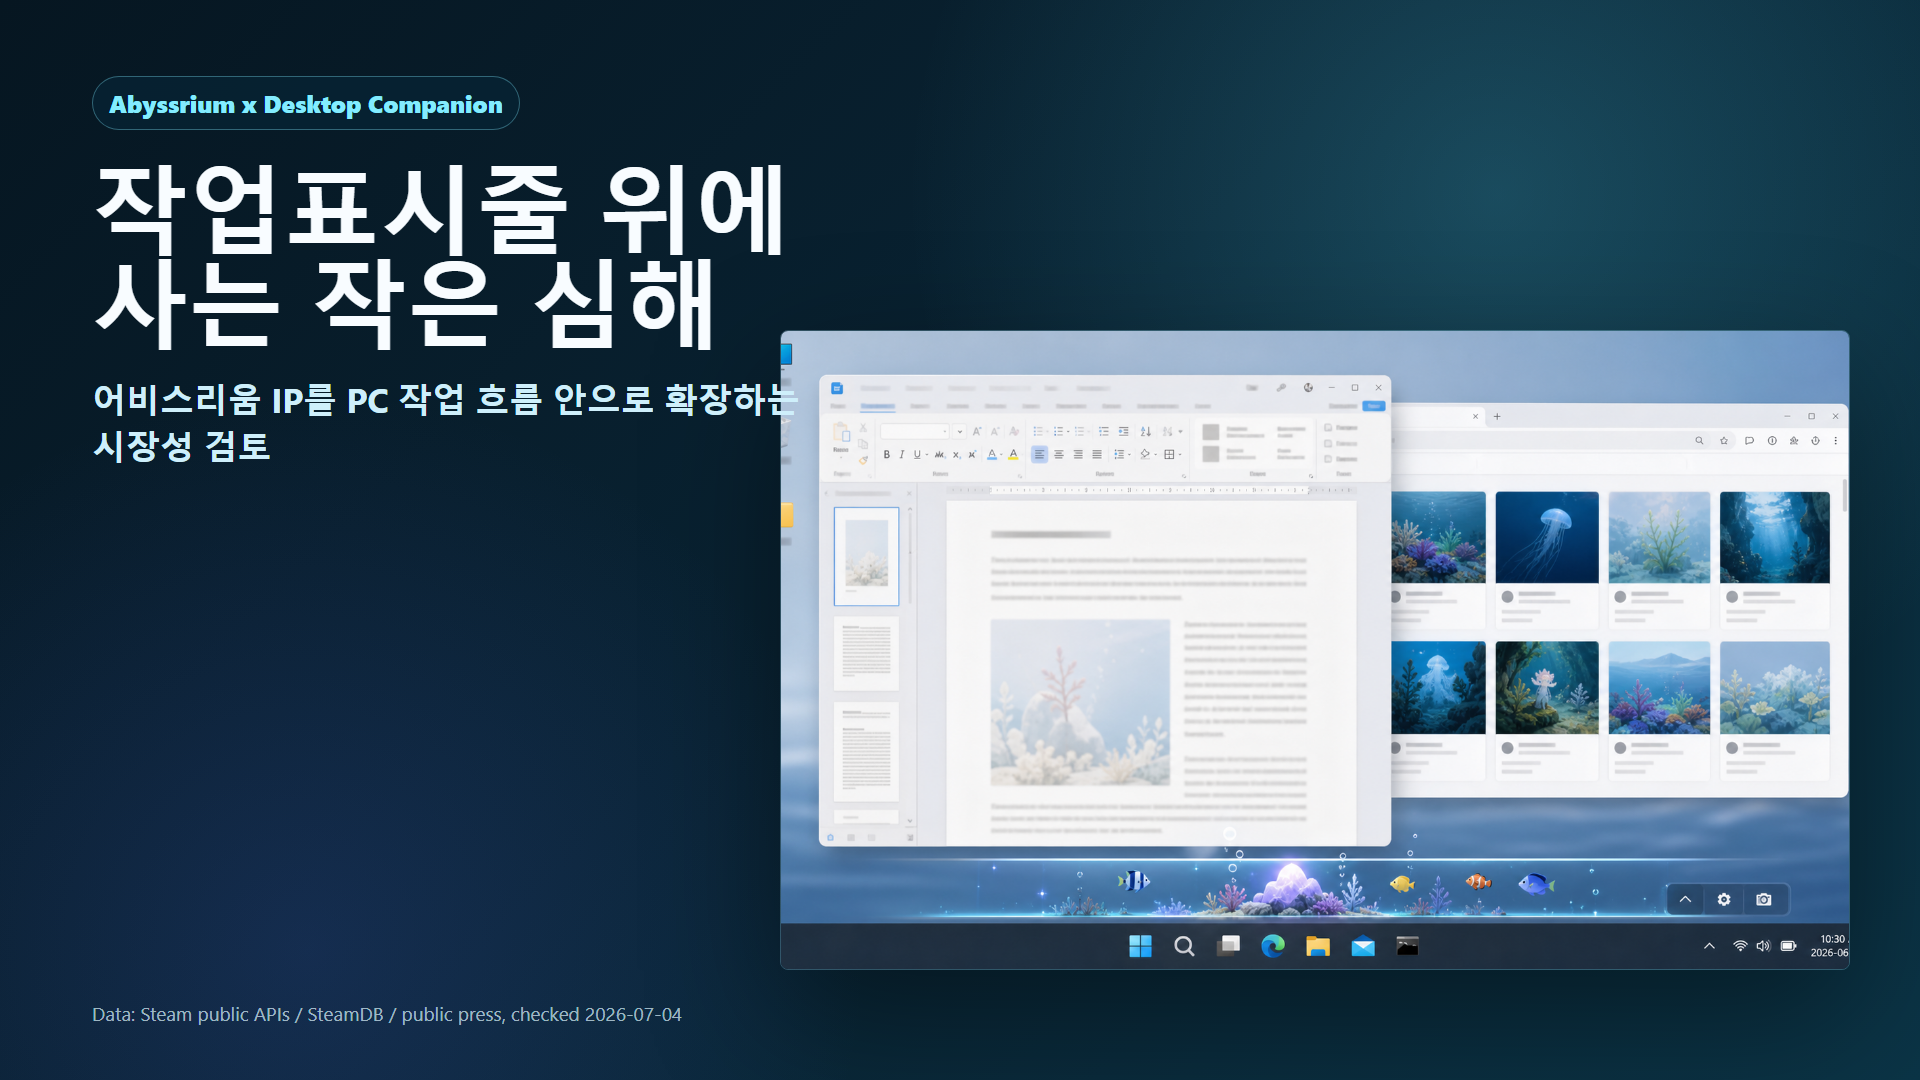 Abyssrium x Desktop Companion
작업표시줄 위에
사는 작은 심해
어비스리움 IP를 PC 작업 흐름 안으로 확장하는
시장성 검토
B I U
10:30
2026-06
Data: Steam public APIs / SteamDB / public press, checked 2026-07-04